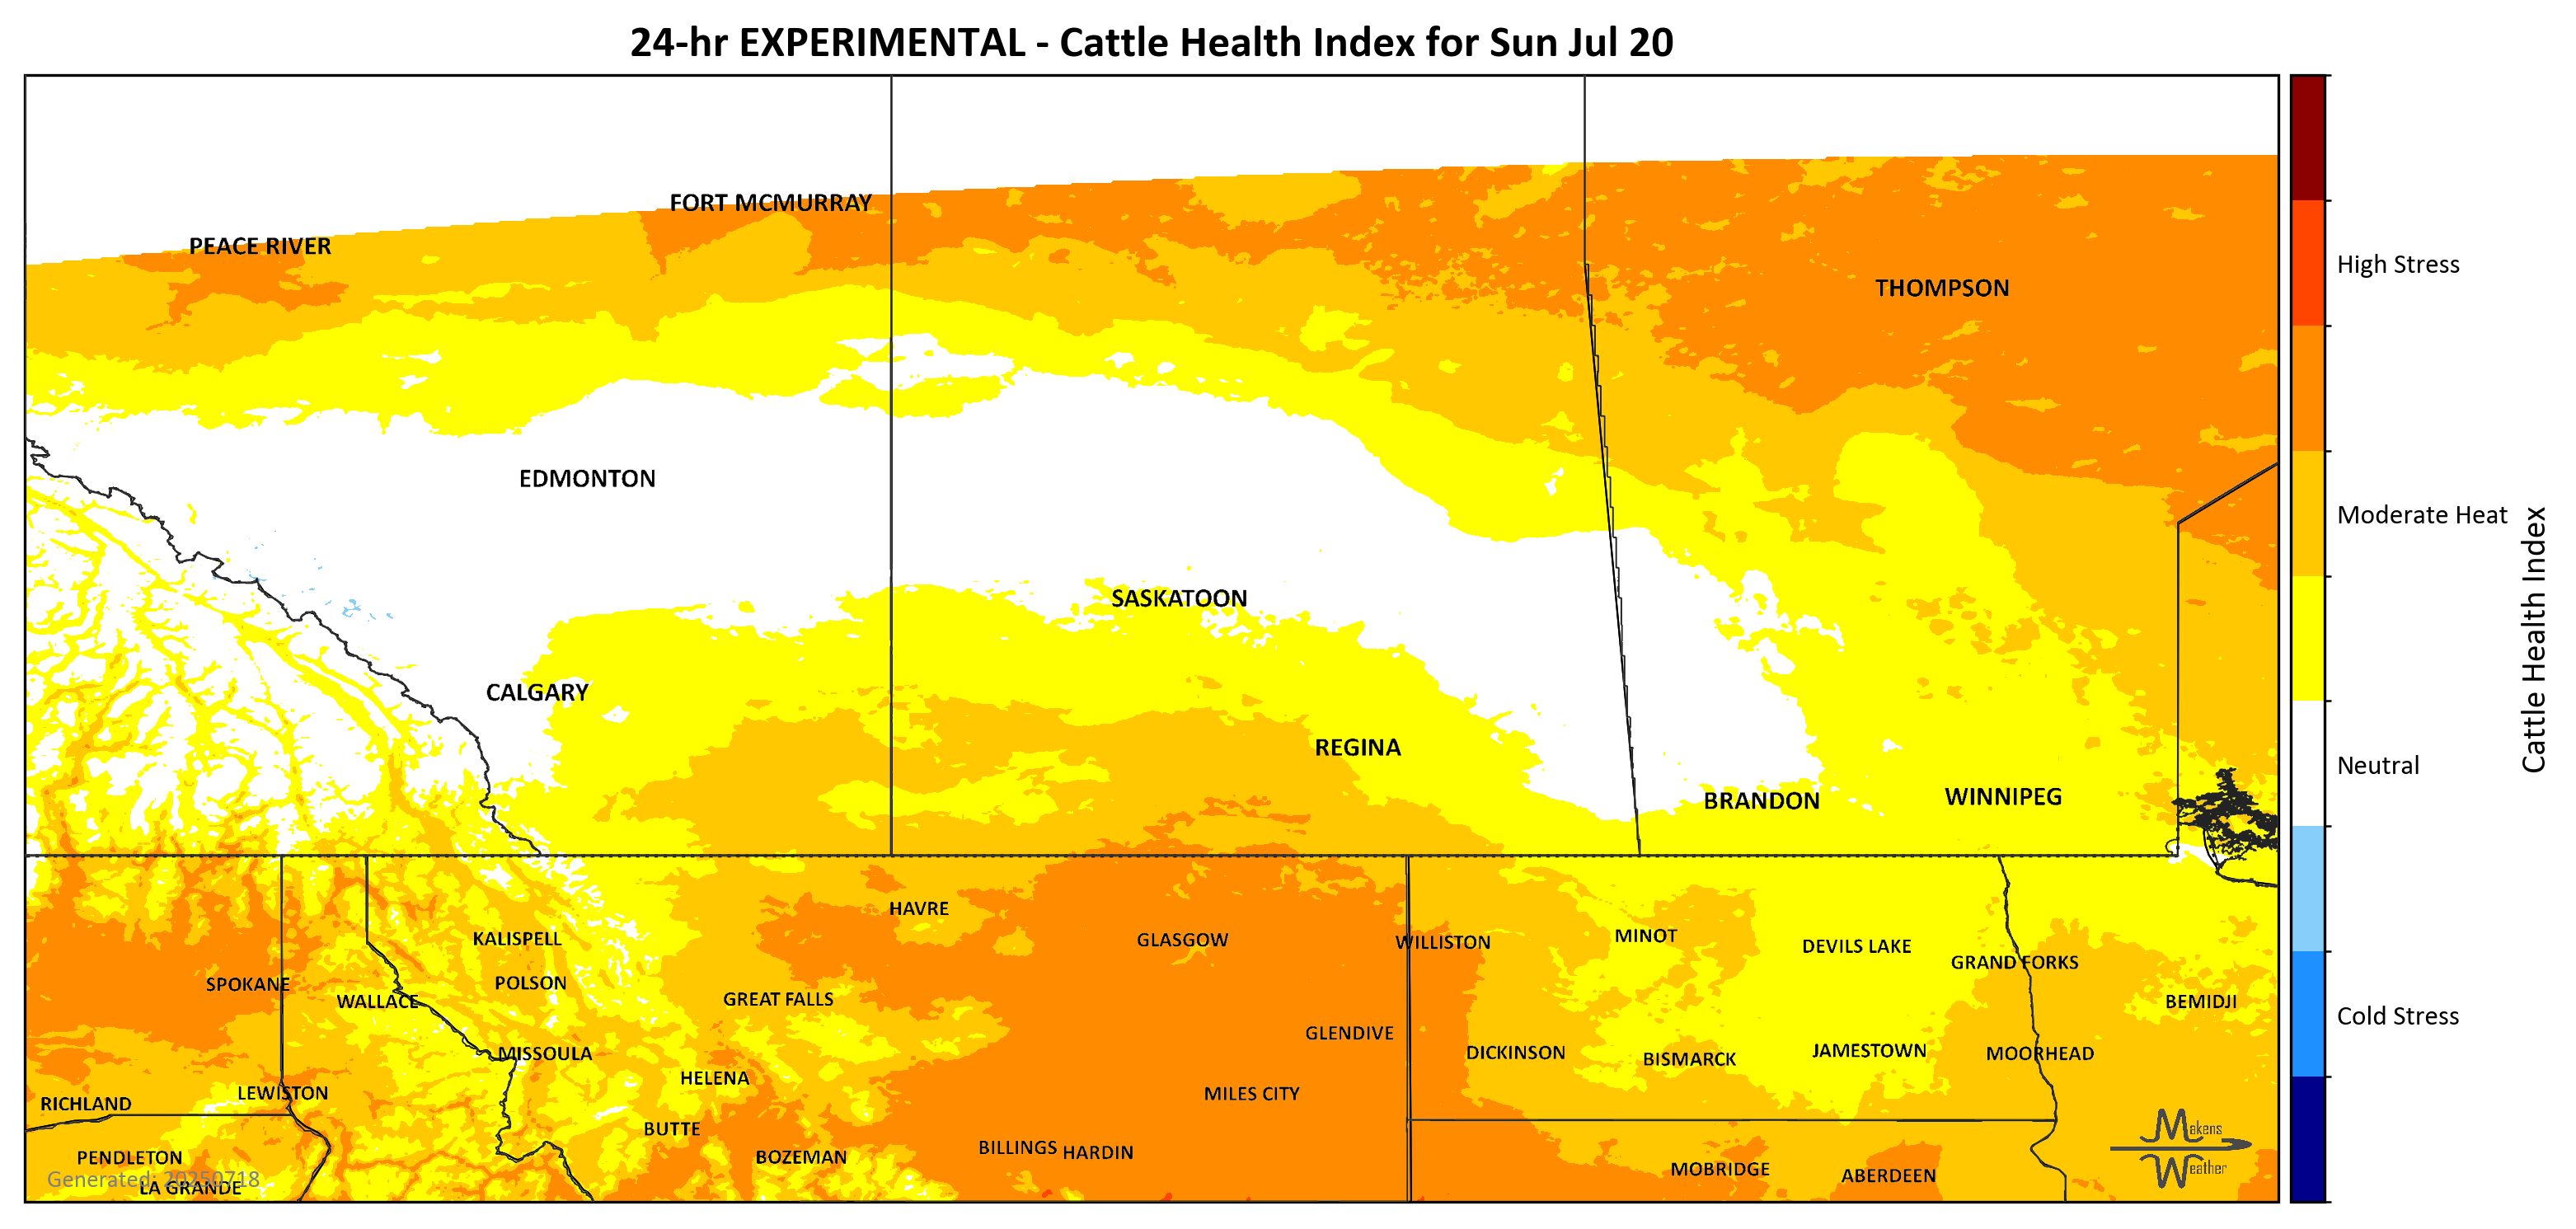 24-hr EXPERIMENTAL - Cattle Health Index for Sun Jul 20
FORT MCMURRAY
PEACE RIVER
THOMPSON
EDMONTON
SASKATOON
CALGARY
REGINA
BRANDON
WINNIPEG
HAVRE
KALISPELL
GLASGOW
WILLISTON
MINOT
DEVILS LAKE
GRAND FORKS
SPOKANE
POLSON
WALLACE
GREAT FALLS
BEMIDJI
GLENDIVE
MISSOULA
DICKINSON
BISMARCK
JAMESTOWN
MOORHEAD
HELENA
LEWISTON
MILES CITY
RICHLAND
BUTTE
PENDLETON
BOZEMAN
BILLINGS
HARDIN
MOBRIDGE
ABERDEEN
LA GRANDE
Generated: 20250718
Makens
Weather
High Stress
Moderate Heat
Neutral
Cold Stress
Cattle Health Index